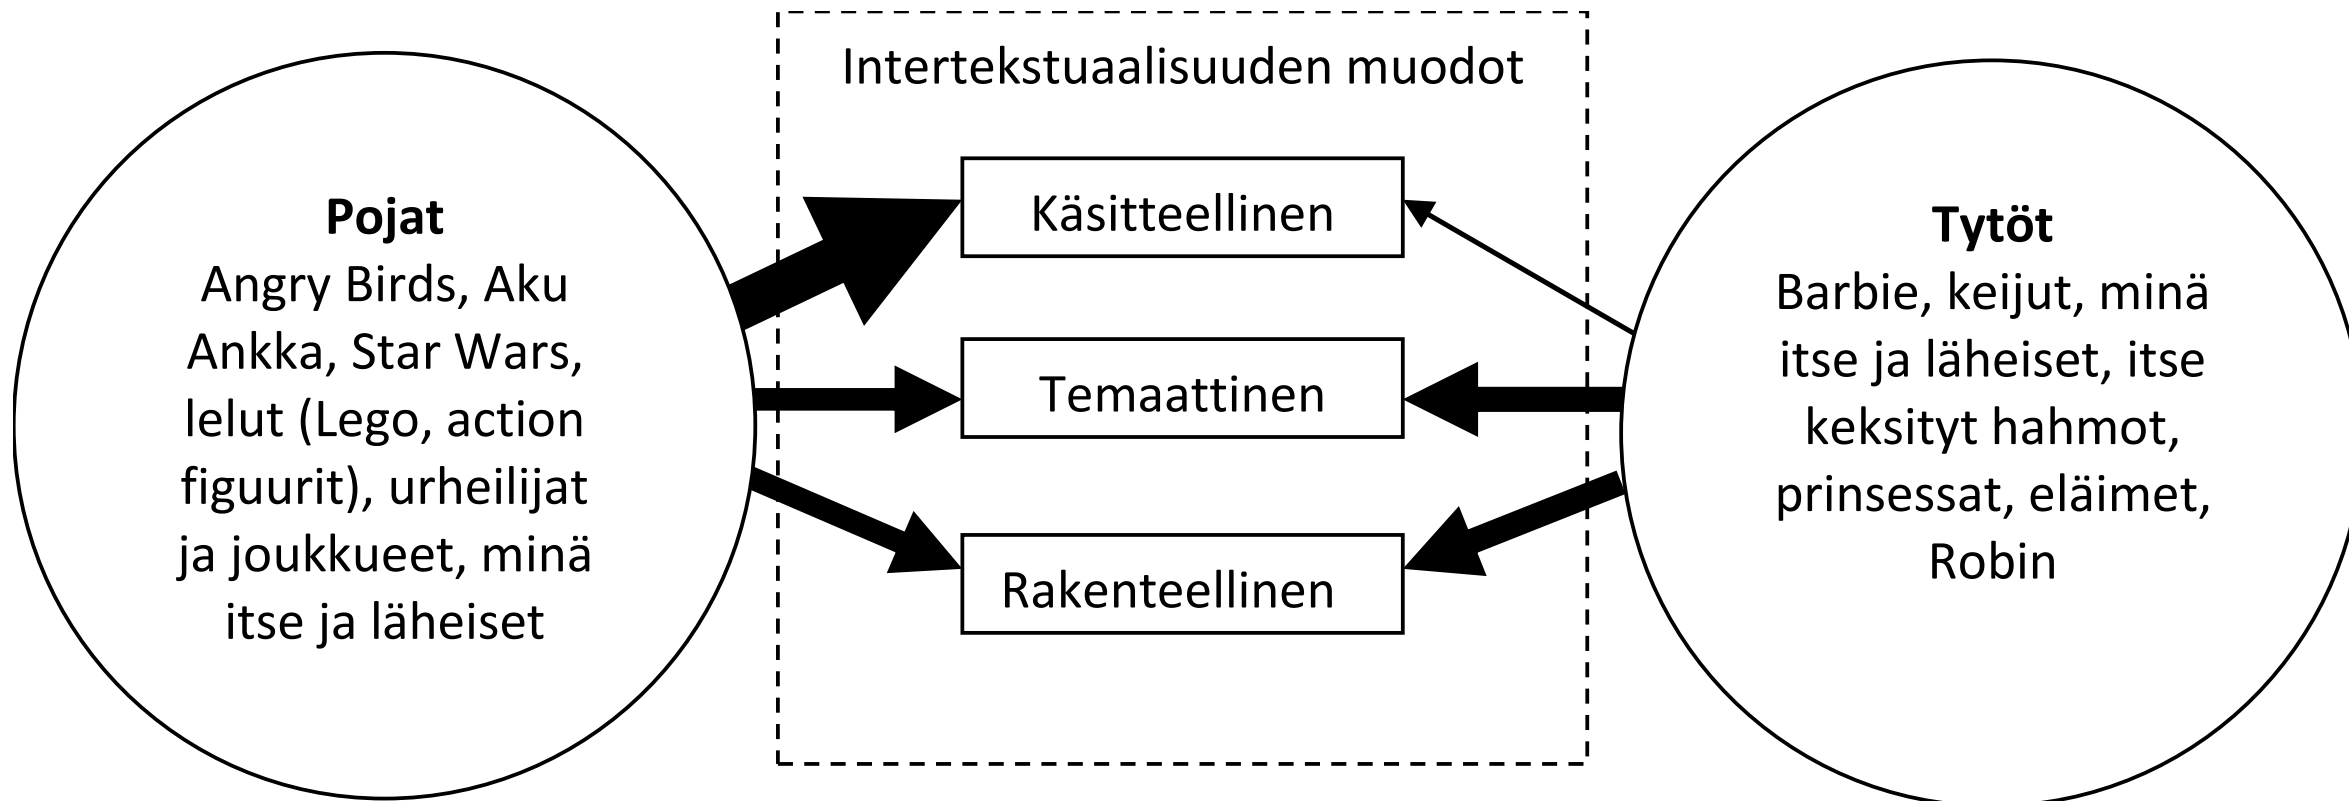 Intertekstuaalisuuden muodot
Pojat
Angry Birds, Aku
Ankka, Star Wars,
lelut (Lego, action
figuurit), urheilijat
ja joukkueet, minä
itse ja läheiset
Käsitteellinen
Temaattinen
Rakenteellinen
Tytöt
Barbie, keijut, minä
itse ja läheiset, itse
keksityt hahmot,
prinsessat, eläimet,
Robin